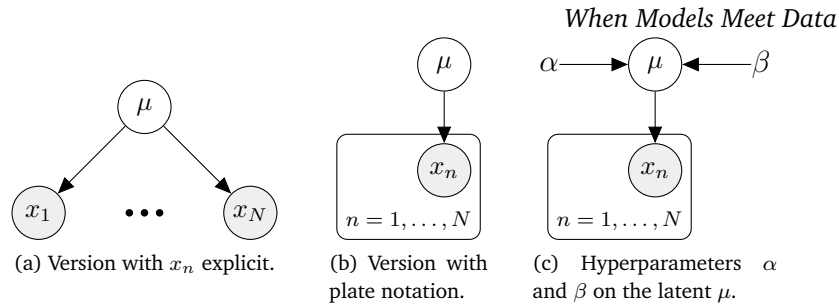 When Models Meet Data
μ
x₁ ••• x_N
(a) Version with xₙ explicit.
μ
xₙ
n = 1, . . . , N
(b) Version with
plate notation.
α μ β
xₙ
n = 1, . . . , N
(c) Hyperparameters α
and β on the latent μ.